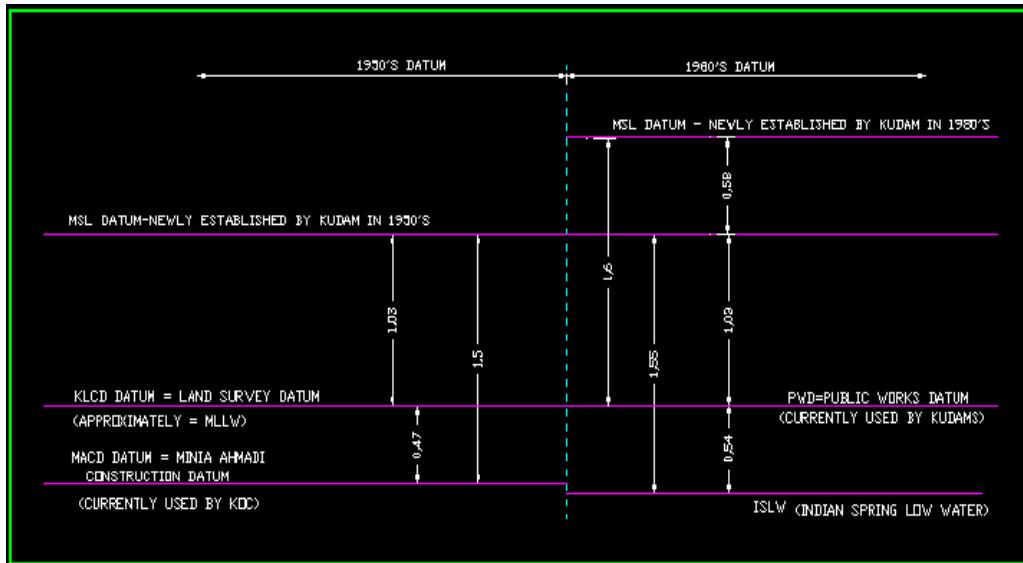 1950'S DATUM
1980'S DATUM
MSL DATUM - NEWLY ESTABLISHED BY KUDAM IN 1980'S
0,58
MSL DATUM-NEWLY ESTABLISHED BY KUDAM IN 1950'S
1,6
1,03
1,5
1,55
KLCD DATUM = LAND SURVEY DATUM
(APPROXIMATELY = MLLW)
PWD=PUBLIC WORKS DATUM
(CURRENTLY USED BY KUDAMS)
0,47
0,54
MACD DATUM = MINIA AHMADI
CONSTRUCTION DATUM
(CURRENTLY USED BY KOC)
ISLW (INDIAN SPRING LOW WATER)